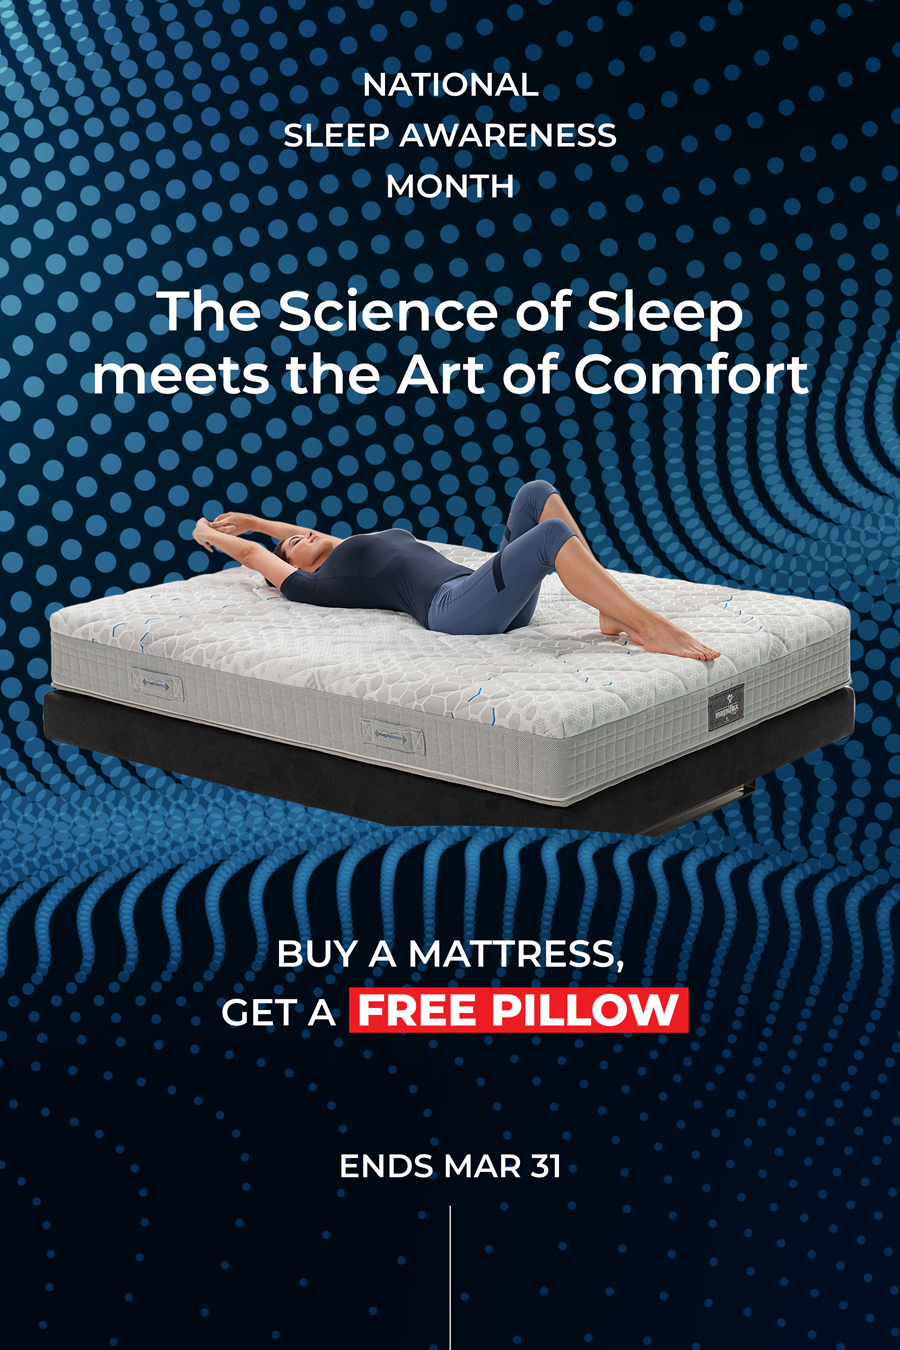 NATIONAL
SLEEP AWARENESS
MONTH
The Science of Sleep
meets the Art of Comfort
magniflex
BUY A MATTRESS,
GET A FREE PILLOW
ENDS MAR 31